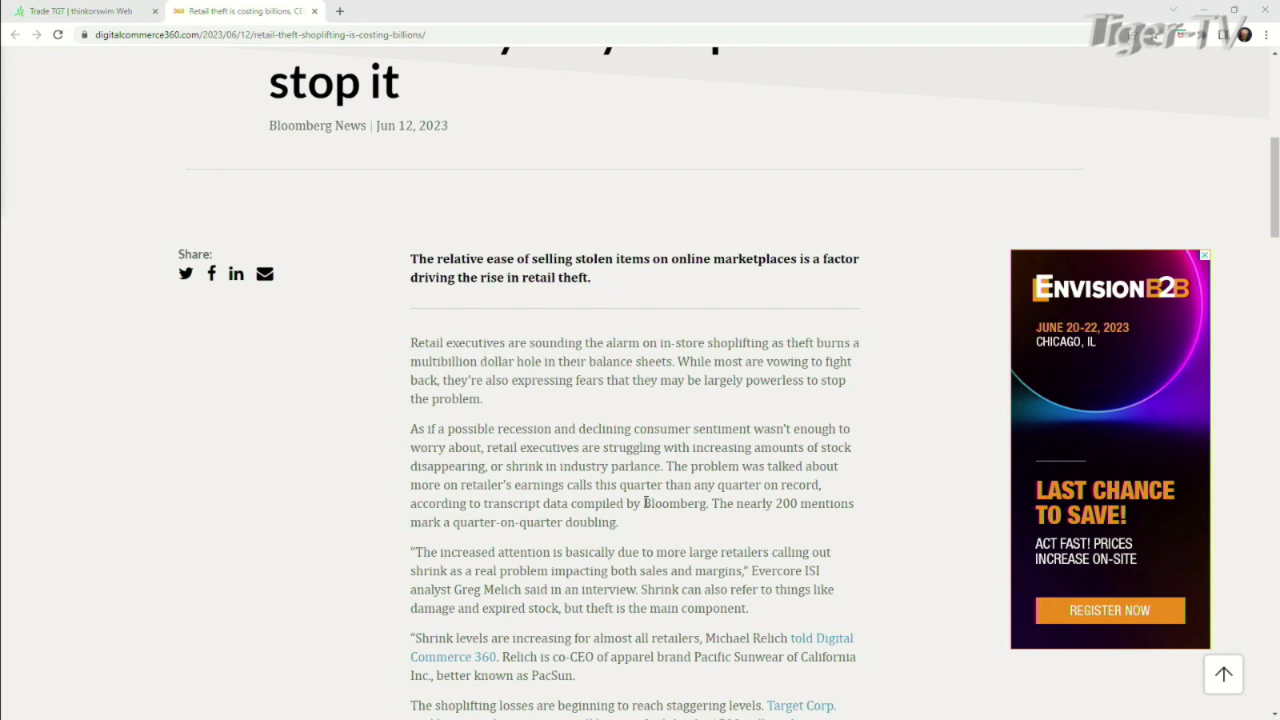 Trade TGT | thinkorswim Web
360 Retail theft is costing billions, CE
Tiger-TV
digitalcommerce360.com/2023/06/12/retail-theft-shoplifting-is-costing-billions/
stop it
Bloomberg News | Jun 12, 2023
Share:
The relative ease of selling stolen items on online marketplaces is a factor
driving the rise in retail theft.
Retail executives are sounding the alarm on in-store shoplifting as theft burns a
multibillion dollar hole in their balance sheets. While most are vowing to fight
back, they're also expressing fears that they may be largely powerless to stop
the problem.
As if a possible recession and declining consumer sentiment wasn't enough to
worry about, retail executives are struggling with increasing amounts of stock
disappearing, or shrink in industry parlance. The problem was talked about
more on retailer's earnings calls this quarter than any quarter on record,
according to transcript data compiled by Bloomberg. The nearly 200 mentions
mark a quarter-on-quarter doubling.
“The increased attention is basically due to more large retailers calling out
shrink as a real problem impacting both sales and margins,” Evercore ISI
analyst Greg Melich said in an interview. Shrink can also refer to things like
damage and expired stock, but theft is the main component.
“Shrink levels are increasing for almost all retailers, Michael Relich told Digital
Commerce 360. Relich is co-CEO of apparel brand Pacific Sunwear of California
Inc., better known as PacSun.
The shoplifting losses are beginning to reach staggering levels. Target Corp.
ENVISION B2B
JUNE 20-22, 2023
CHICAGO, IL
LAST CHANCE
TO SAVE!
ACT FAST! PRICES
INCREASE ON-SITE
REGISTER NOW